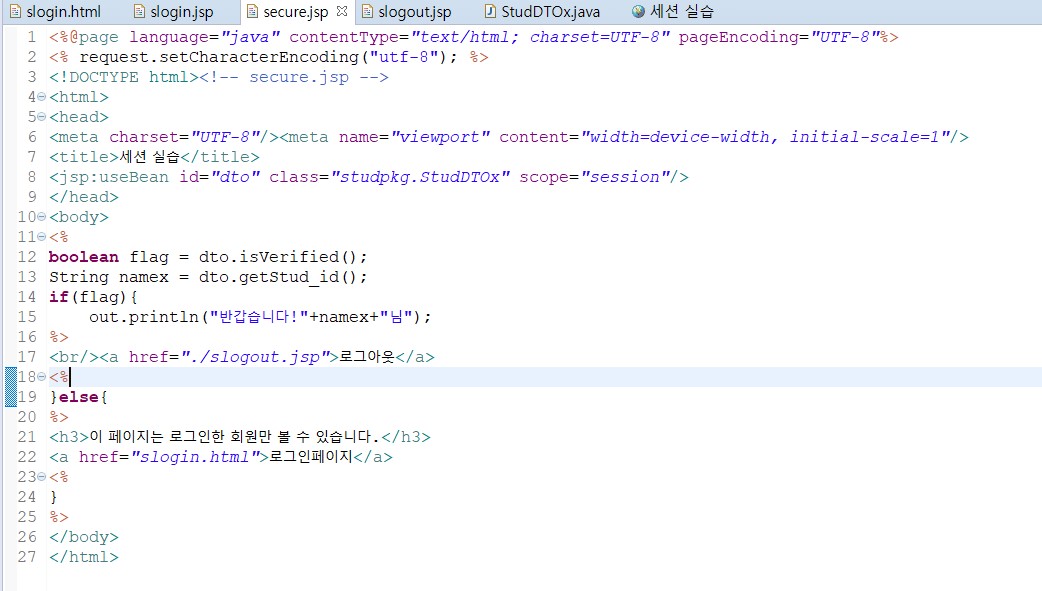 slogin.html slogin.jsp secure.jsp slogout.jsp StudDTOx.java 세션 실습
1 <%@page language="java" contentType="text/html; charset=UTF-8" pageEncoding="UTF-8"%>
2 <% request.setCharacterEncoding("utf-8"); %>
3 <!DOCTYPE html><!-- secure.jsp -->
4 <html>
5 <head>
6 <meta charset="UTF-8"/><meta name="viewport" content="width=device-width, initial-scale=1"/>
7 <title>세션 실습</title>
8 <jsp:useBean id="dto" class="studpkg.StudDTOx" scope="session"/>
9 </head>
10 <body>
11 <%
12 boolean flag = dto.isVerified();
13 String namex = dto.getStud_id();
14 if(flag){
15     out.println("반갑습니다!"+namex+"님");
16 %>
17 <br/><a href="./slogout.jsp">로그아웃</a>
18 <%
19 }else{
20 %>
21 <h3>이 페이지는 로그인한 회원만 볼 수 있습니다.</h3>
22 <a href="slogin.html">로그인페이지</a>
23 <%
24 }
25 %>
26 </body>
27 </html>